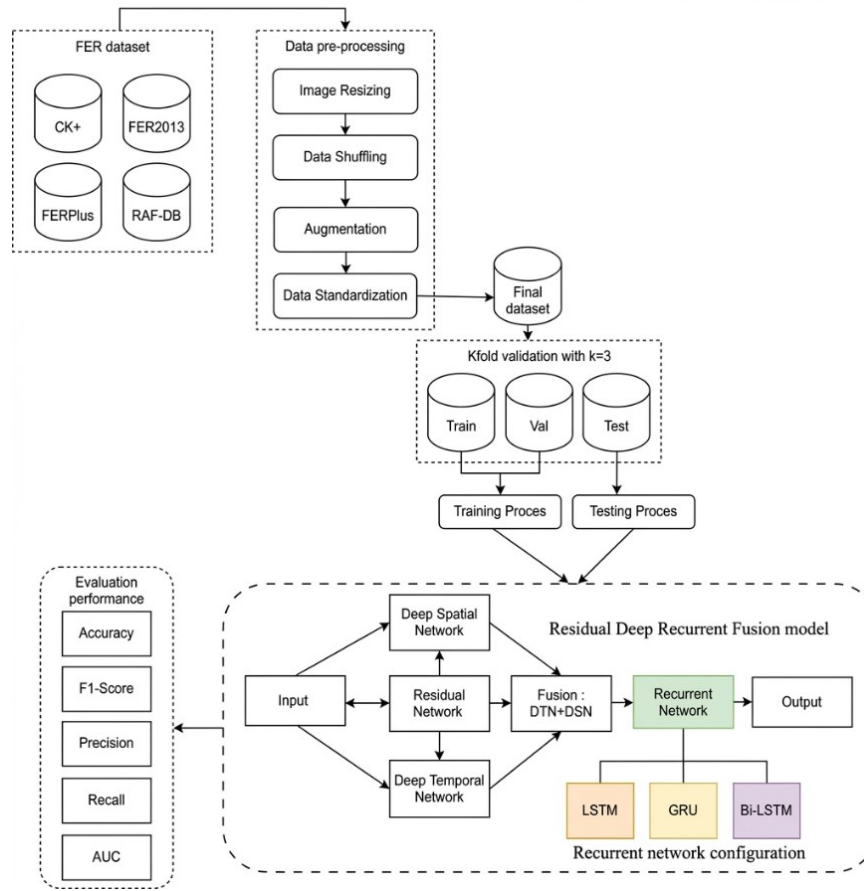 FER dataset
CK+
FER2013
FERPlus
RAF-DB
Data pre-processing
Image Resizing
Data Shuffling
Augmentation
Data Standardization
Final
dataset
Kfold validation with k=3
Train
Val
Test
Training Proces
Testing Proces
Evaluation
performance
Accuracy
F1-Score
Precision
Recall
AUC
Residual Deep Recurrent Fusion model
Deep Spatial
Network
Input
Residual
Network
Fusion :
DTN+DSN
Recurrent
Network
Output
Deep Temporal
Network
LSTM
GRU
Bi-LSTM
Recurrent network configuration